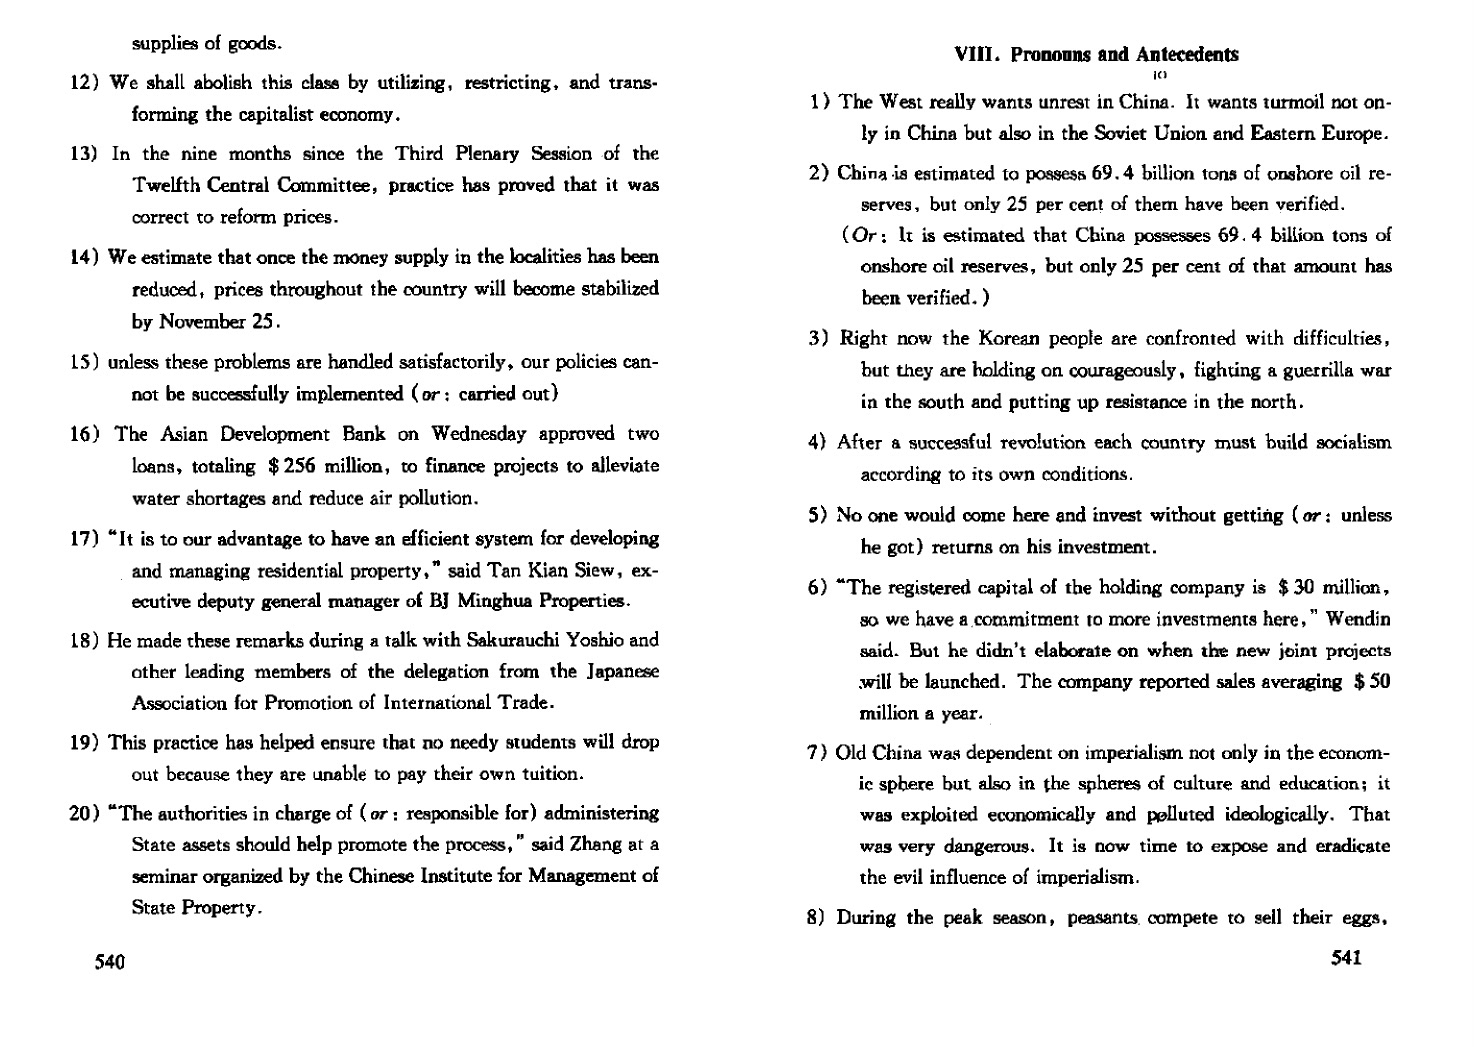 supplies of goods.
12) We shall abolish this class by utilizing, restricting, and trans-
forming the capitalist economy.
13) In the nine months since the Third Plenary Session of the
Twelfth Central Committee, practice has proved that it was
correct to reform prices.
14) We estimate that once the money supply in the localities has been
reduced, prices throughout the country will become stabilized
by November 25.
15) unless these problems are handled satisfactorily, our policies can-
not be successfully implemented (or: carried out)
16) The Asian Development Bank on Wednesday approved two
loans, totaling $256 million, to finance projects to alleviate
water shortages and reduce air pollution.
17) "It is to our advantage to have an efficient system for developing
and managing residential property," said Tan Kian Siew, ex-
ecutive deputy general manager of BJ Minghua Properties.
18) He made these remarks during a talk with Sakurauchi Yoshio and
other leading members of the delegation from the Japanese
Association for Promotion of International Trade.
19) This practice has helped ensure that no needy students will drop
out because they are unable to pay their own tuition.
20) "The authorities in charge of (or: responsible for) administering
State assets should help promote the process," said Zhang at a
seminar organized by the Chinese Institute for Management of
State Property.
540
VIII. Pronouns and Antecedents
1) The West really wants unrest in China. It wants turmoil not on-
ly in China but also in the Soviet Union and Eastern Europe.
2) China is estimated to possess 69.4 billion tons of onshore oil re-
serves, but only 25 per cent of them have been verified.
(Or: It is estimated that China possesses 69.4 billion tons of
onshore oil reserves, but only 25 per cent of that amount has
been verified.)
3) Right now the Korean people are confronted with difficulties,
but they are holding on courageously, fighting a guerrilla war
in the south and putting up resistance in the north.
4) After a successful revolution each country must build socialism
according to its own conditions.
5) No one would come here and invest without getting (or: unless
he got) returns on his investment.
6) "The registered capital of the holding company is $30 million,
so we have a commitment to more investments here," Wendin
said. But he didn't elaborate on when the new joint projects
will be launched. The company reported sales averaging $50
million a year.
7) Old China was dependent on imperialism not only in the econom-
ic sphere but also in the spheres of culture and education; it
was exploited economically and polluted ideologically. That
was very dangerous. It is now time to expose and eradicate
the evil influence of imperialism.
8) During the peak season, peasants compete to sell their eggs,
541